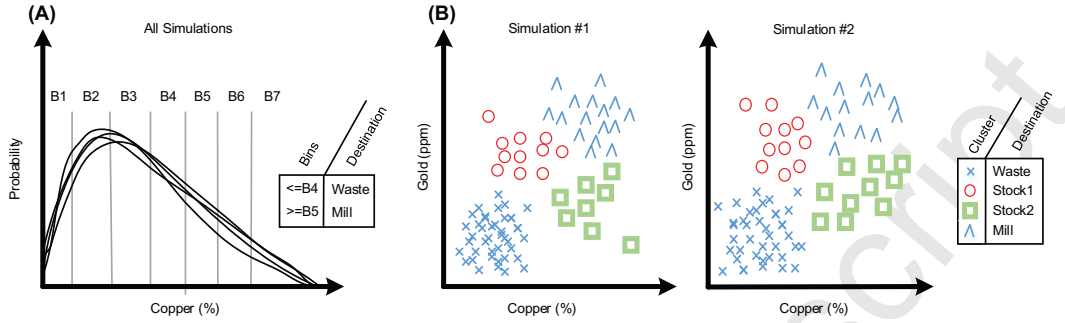 (A)
All Simulations
B1 B2 B3 B4 B5 B6 B7
Probability
Copper (%)
Bins
Destination
<=B4 Waste
>=B5 Mill
(B)
Simulation #1
Gold (ppm)
Copper (%)
Simulation #2
Gold (ppm)
Copper (%)
Cluster
Destination
Waste
Stock1
Stock2
Mill
script